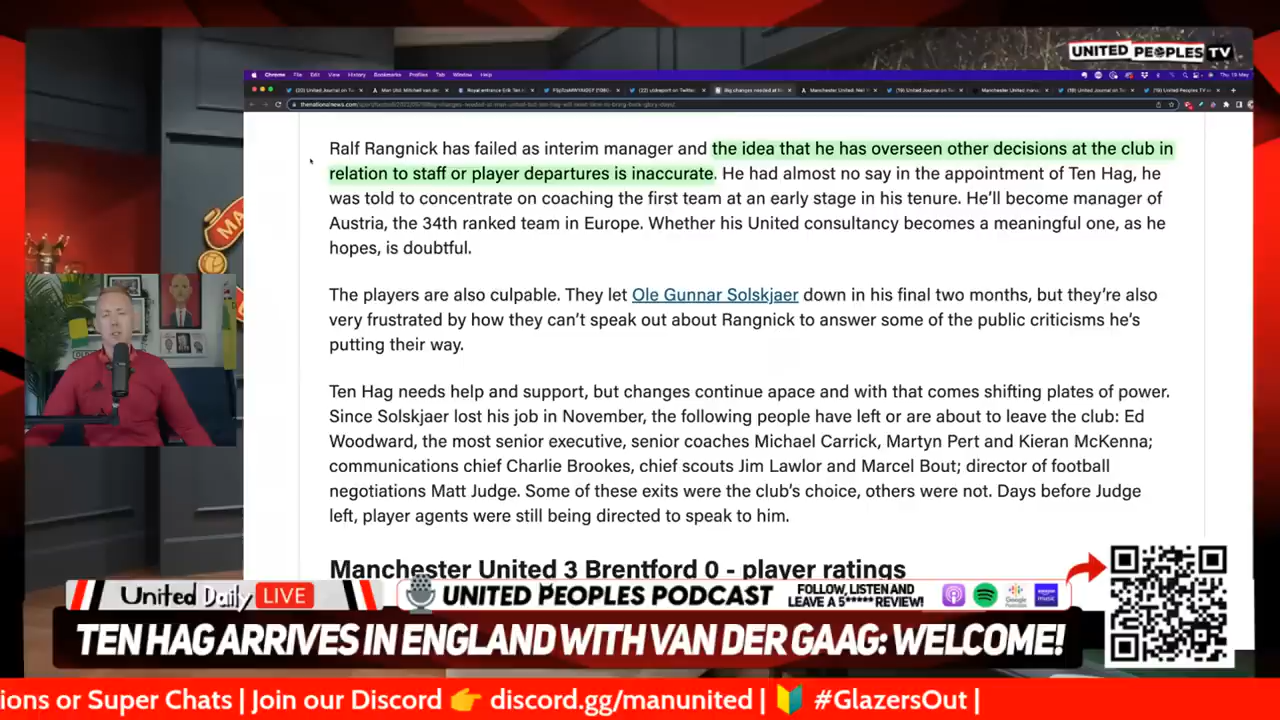 UNITED PEOPLES TV
Chrome File Edit View History Bookmarks Profiles Tab Window Help
Ralf Rangnick has failed as interim manager and the idea that he has overseen other decisions at the club in
relation to staff or player departures is inaccurate. He had almost no say in the appointment of Ten Hag, he
was told to concentrate on coaching the first team at an early stage in his tenure. He'll become manager of
Austria, the 34th ranked team in Europe. Whether his United consultancy becomes a meaningful one, as he
hopes, is doubtful.
The players are also culpable. They let Ole Gunnar Solskjaer down in his final two months, but they're also
very frustrated by how they can't speak out about Rangnick to answer some of the public criticisms he's
putting their way.
Ten Hag needs help and support, but changes continue apace and with that comes shifting plates of power.
Since Solskjaer lost his job in November, the following people have left or are about to leave the club: Ed
Woodward, the most senior executive, senior coaches Michael Carrick, Martyn Pert and Kieran McKenna;
communications chief Charlie Brookes, chief scouts Jim Lawlor and Marcel Bout; director of football
negotiations Matt Judge. Some of these exits were the club's choice, others were not. Days before Judge
left, player agents were still being directed to speak to him.
Manchester United 3 Brentford 0 - player ratings
United Daily LIVE
UNITED PEOPLES PODCAST
FOLLOW, LISTEN AND
LEAVE A 5***** REVIEW!
TEN HAG ARRIVES IN ENGLAND WITH VAN DER GAAG: WELCOME!
ions or Super Chats | Join our Discord 👉 discord.gg/manunited | 🔰 #GlazersOut |